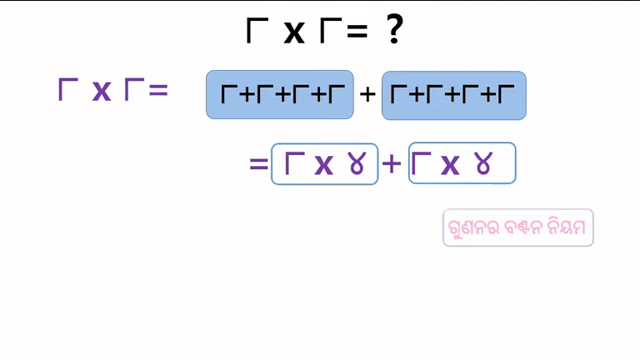 ୮ x ୮= ?
୮ x ୮= ୮+୮+୮+୮ + ୮+୮+୮+୮
= ୮ x ୪ + ୮ x ୪
ଗୁଣନର ବଣ୍ଟନ ନିୟମ